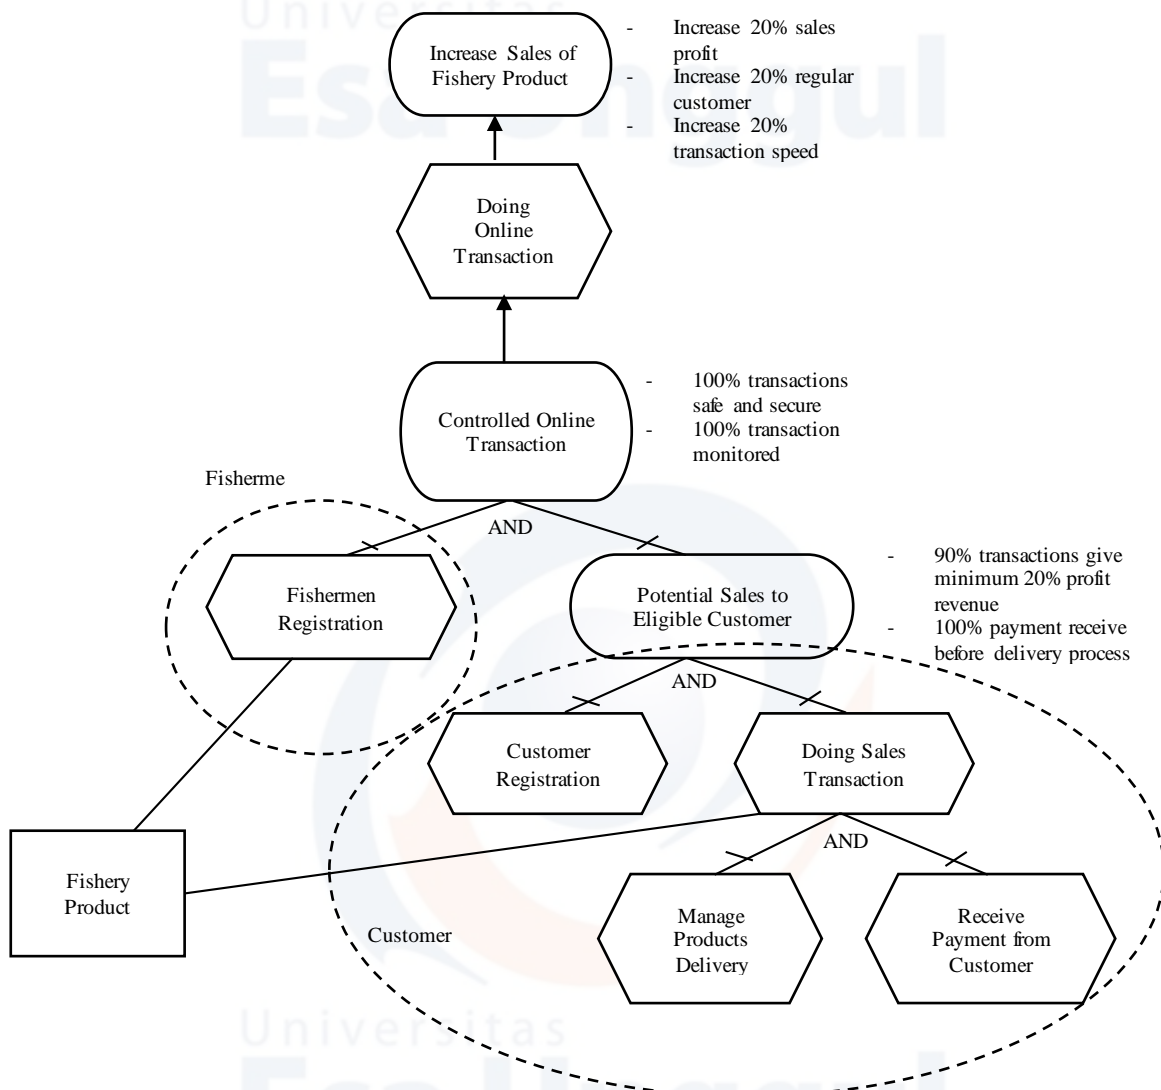 Universitas
Esa Unggul
Increase Sales of
Fishery Product
- Increase 20% sales
profit
- Increase 20% regular
customer
- Increase 20%
transaction speed
Doing
Online
Transaction
Controlled Online
Transaction
- 100% transactions
safe and secure
- 100% transaction
monitored
Fisherme
AND
Fishermen
Registration
Potential Sales to
Eligible Customer
- 90% transactions give
minimum 20% profit
revenue
- 100% payment receive
before delivery process
AND
Customer
Registration
Doing Sales
Transaction
AND
Fishery
Product
Customer
Manage
Products
Delivery
Receive
Payment from
Customer
Universitas
Esa Unggul